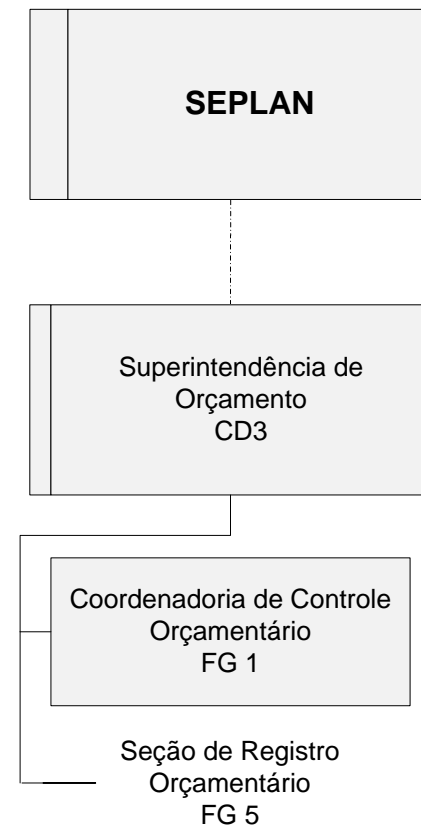 SEPLAN
Superintendência de
Orçamento
CD3
Coordenadoria de Controle
Orçamentário
FG 1
Seção de Registro
Orçamentário
FG 5